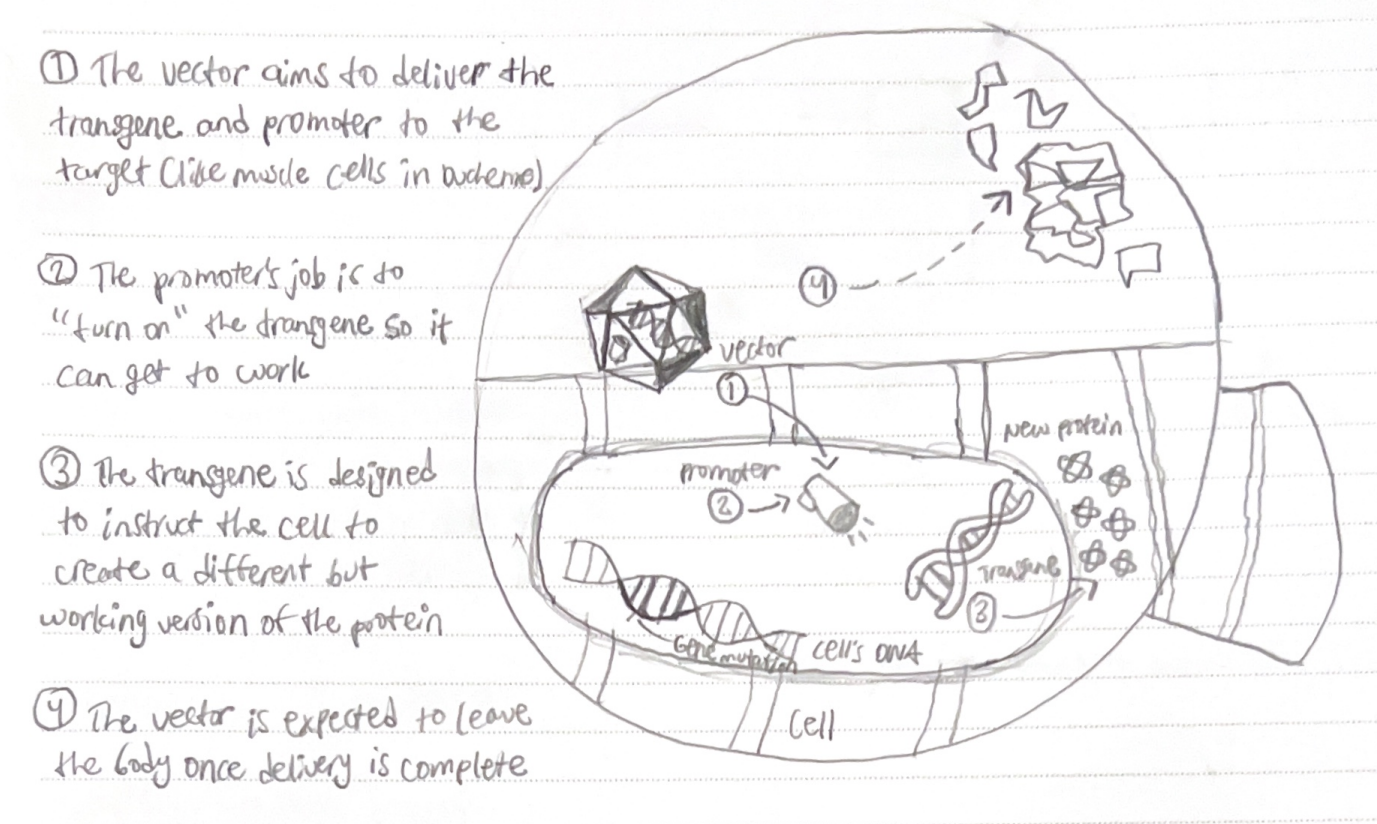 ① The vector aims to deliver the
transgene and promoter to the
target (like muscle cells in Duchenne)
② The promoter's job is to
"turn on" the transgene so it
can get to work
③ The transgene is designed
to instruct the cell to
create a different but
working version of the protein
④ The vector is expected to leave
the body once delivery is complete
④
vector
①
New protein
promoter
②
Transgene
③
Gene mutation
cell's DNA
Cell